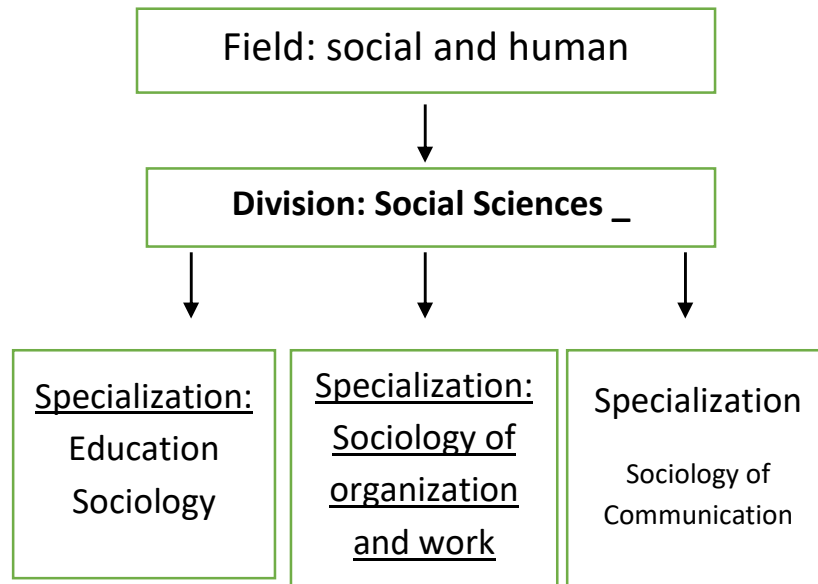 Field: social and human
Division: Social Sciences _
Specialization:
Education
Sociology
Specialization:
Sociology of
organization
and work
Specialization
Sociology of
Communication